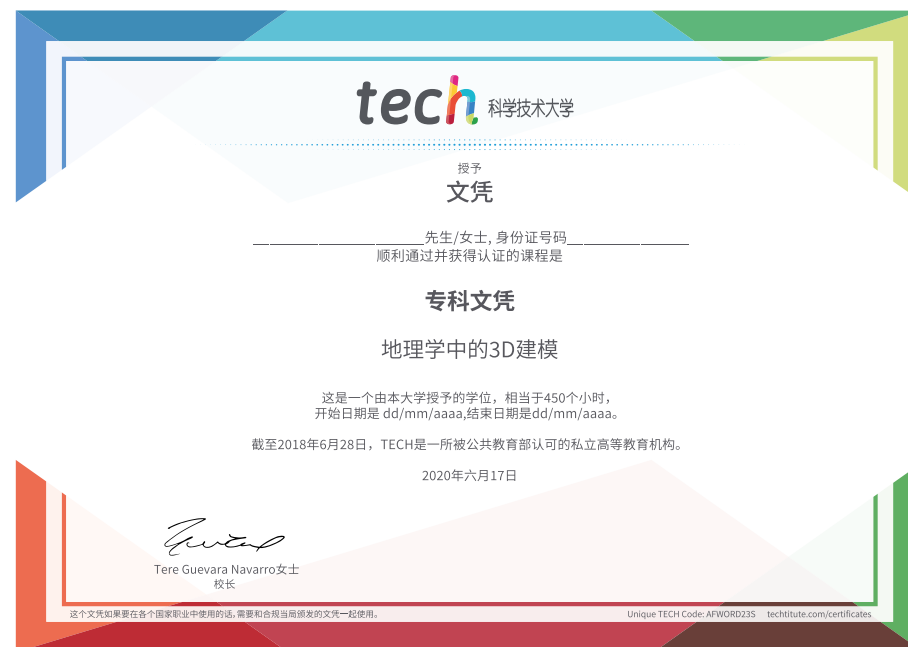 tech 科学技术大学
授予
文凭
______________________先生/女士, 身份证号码________________
顺利通过并获得认证的课程是
专科文凭
地理学中的3D建模
这是一个由本大学授予的学位，相当于450个小时，
开始日期是 dd/mm/aaaa,结束日期是dd/mm/aaaa。
截至2018年6月28日，TECH是一所被公共教育部认可的私立高等教育机构。
2020年六月17日
Tere Guevara Navarro女士
校长
这个文凭如果要在各个国家职业中使用的话,需要和合规当局颁发的文凭一起使用。
Unique TECH Code: AFWORD23S techtitute.com/certificates